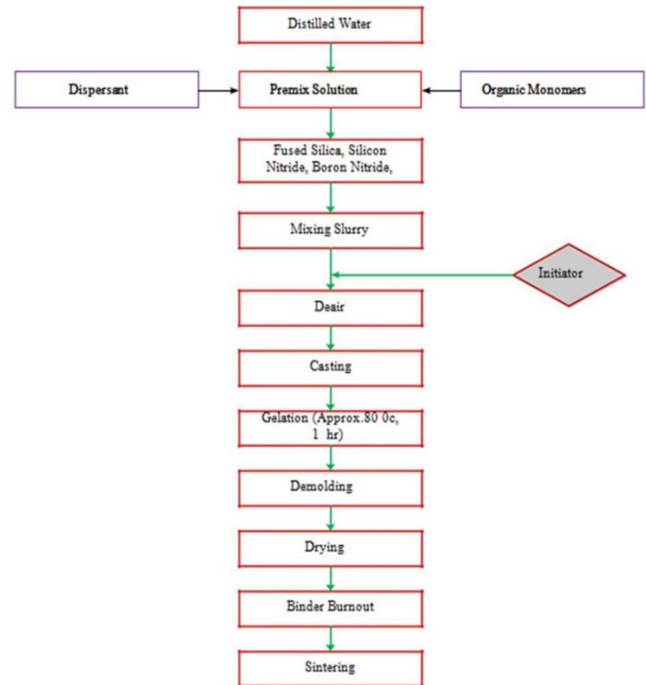 Distilled Water
Dispersant
Premix Solution
Organic Monomers
Fused Silica, Silicon
Nitride, Boron Nitride,
Mixing Slurry
Initiator
Deair
Casting
Gelation (Approx.80 0c,
1 hr)
Demolding
Drying
Binder Burnout
Sintering